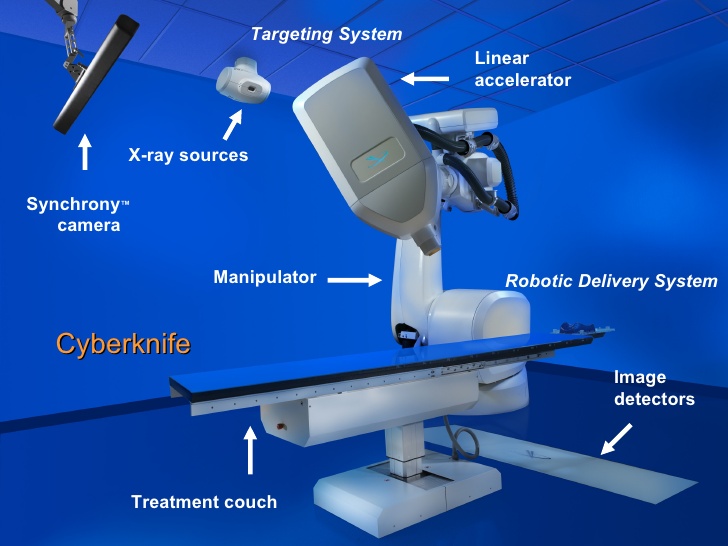 Targeting System
Linear
accelerator
X-ray sources
Synchrony™
camera
Manipulator
Robotic Delivery System
Cyberknife
Image
detectors
Treatment couch